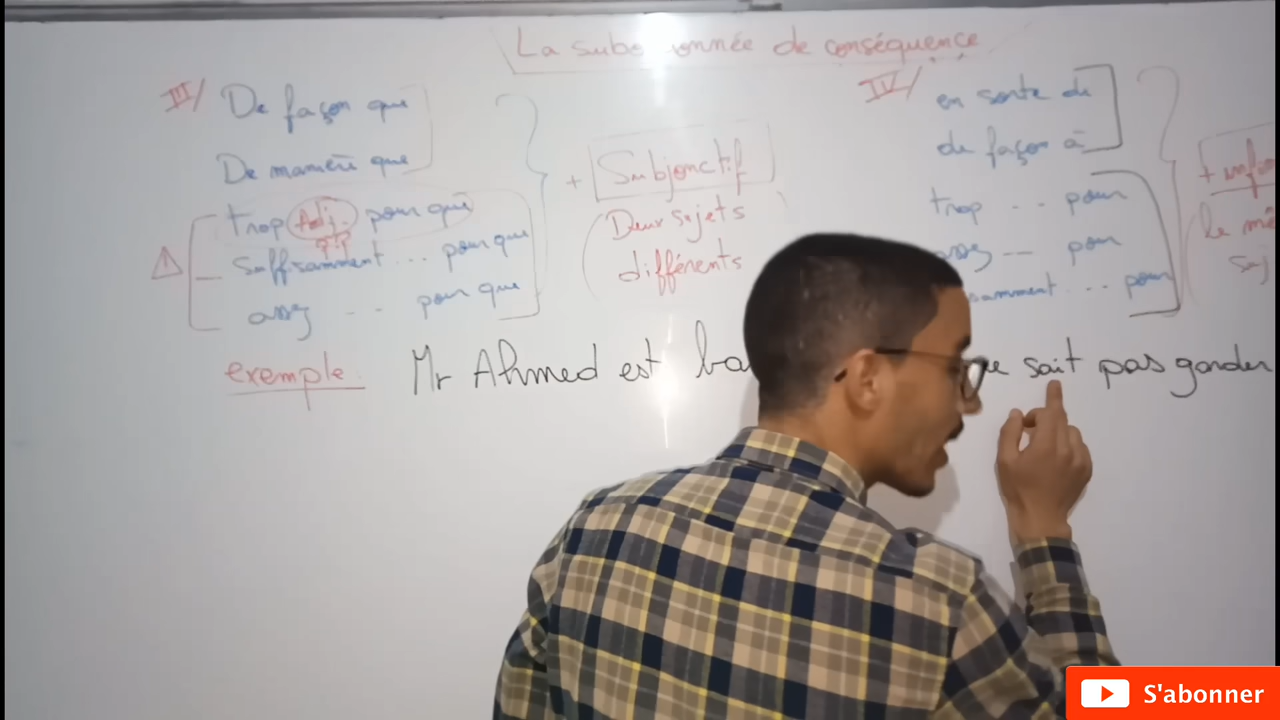 La subordonnée de conséquence
III/ De façon que
De manière que
trop Adj. pour que
??
suffisamment ... pour que
assez ... pour que
+ Subjonctif
(Deux sujets
différents
IV/ en sorte de
de façon à
trop ... pour
assez ... pour
samment ... pour
le
exemple
Mr Ahmed est sait pas garder
S'abonner